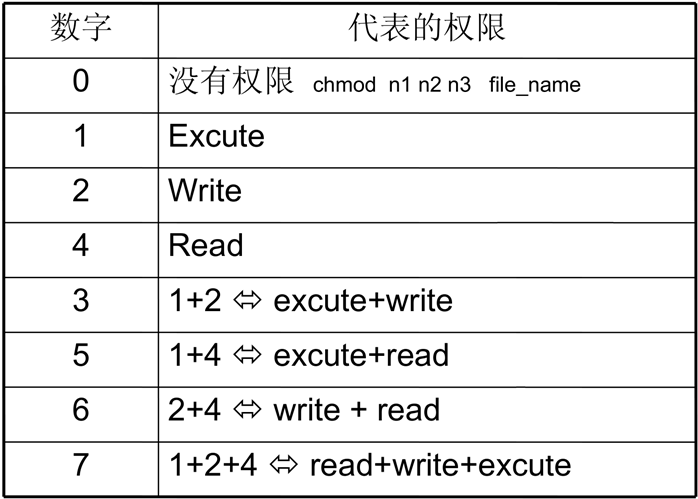 数字 代表的权限
0 没有权限 chmod n1 n2 n3 file_name
1 Excute
2 Write
4 Read
3 1+2 ⬄ excute+write
5 1+4 ⬄ excute+read
6 2+4 ⬄ write + read
7 1+2+4 ⬄ read+write+excute